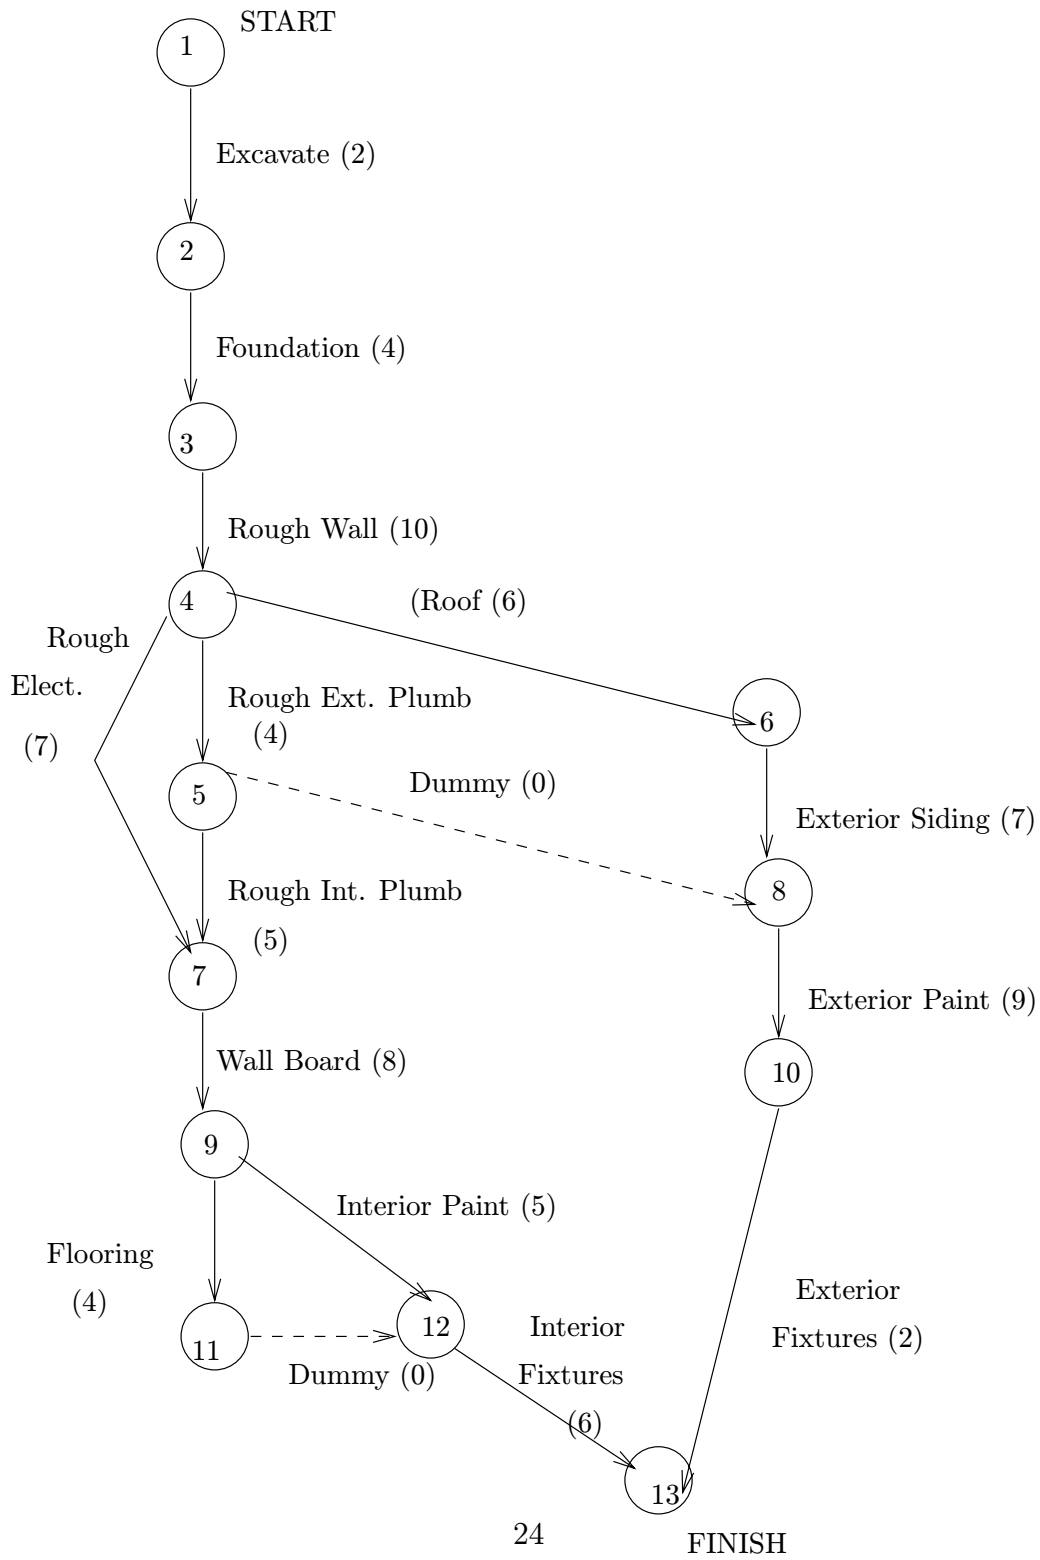 START
1
Excavate (2)
2
Foundation (4)
3
Rough Wall (10)
4
(Roof (6)
Rough
Elect.
(7)
Rough Ext. Plumb
(4)
6
Dummy (0)
5
Exterior Siding (7)
Rough Int. Plumb
(5)
8
7
Exterior Paint (9)
Wall Board (8)
10
9
Interior Paint (5)
Flooring
(4)
Exterior
Fixtures (2)
11
12
Dummy (0)
Interior
Fixtures
(6)
13
24
FINISH